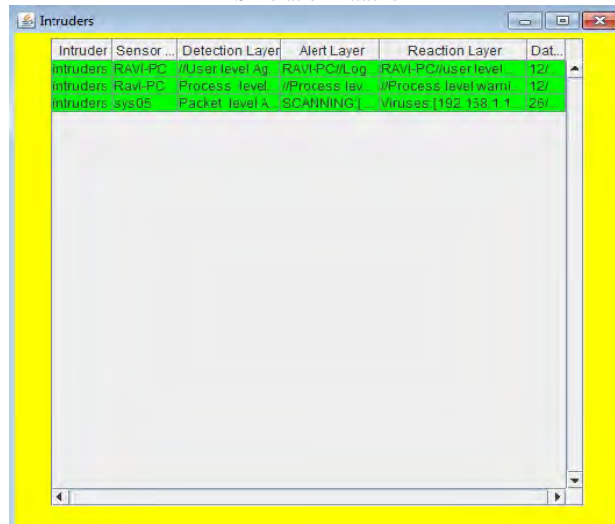 Intruders
Intruder Sensor ... Detection Layer Alert Layer Reaction Layer Dat...
intruders RAVI-PC //User level Ag... RAVI-PC//Log... RAVI-PC//user level... 12/...
intruders Ravi-PC Process level... //Process lev... //Process level warni... 12/...
intruders sys05 Packet level A... SCANNING:[... Viruses:[192.168.1.1... 26/...